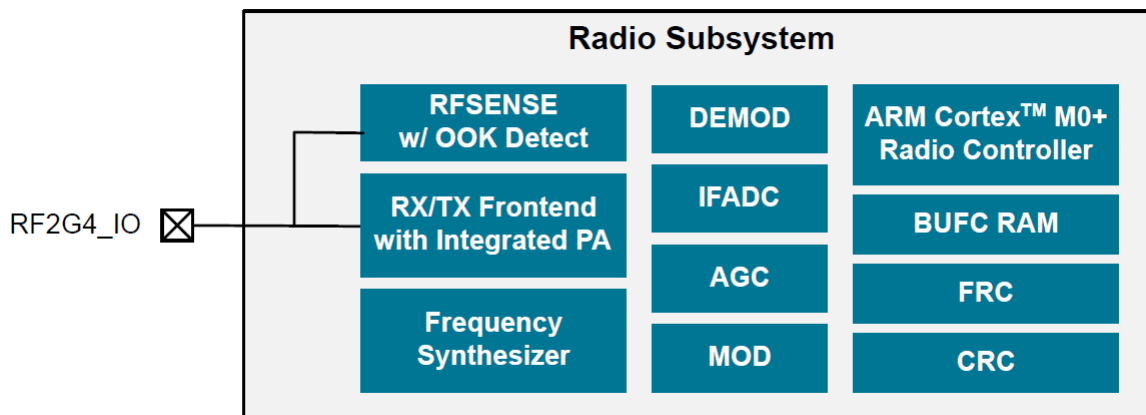 Radio Subsystem
RFSENSE
w/ OOK Detect
DEMOD
ARM Cortex™ M0+
Radio Controller
RF2G4_IO
RX/TX Frontend
with Integrated PA
IFADC
BUFC RAM
AGC
FRC
Frequency
Synthesizer
MOD
CRC